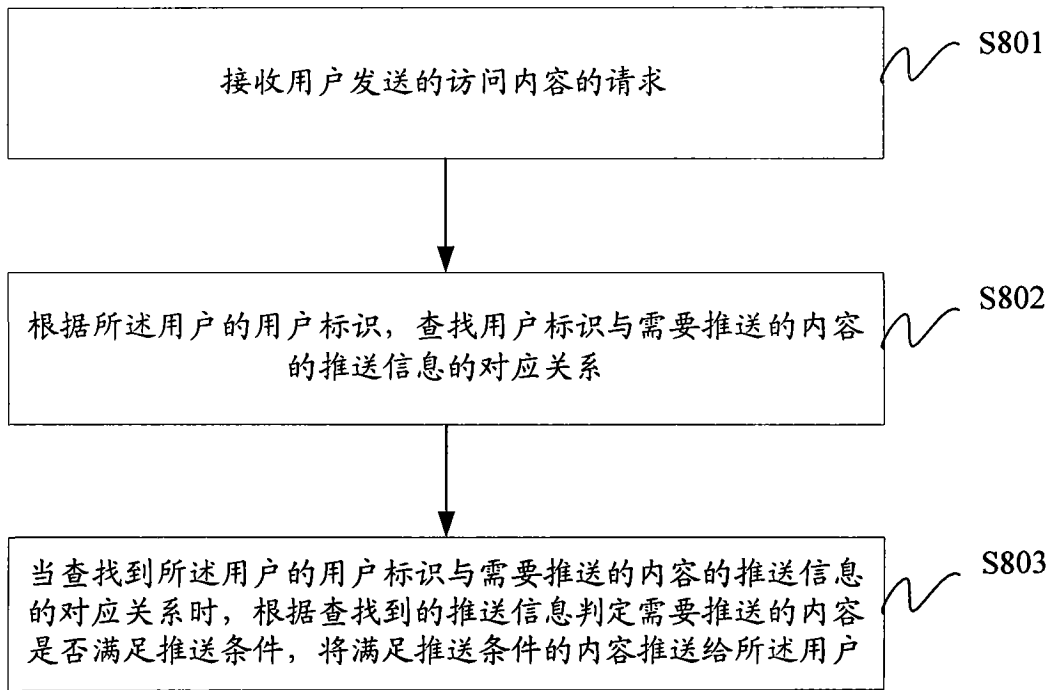 接收用户发送的访问内容的请求
S801
根据所述用户的用户标识，查找用户标识与需要推送的内容
的推送信息的对应关系
S802
当查找到所述用户的用户标识与需要推送的内容的推送信息
的对应关系时，根据查找到的推送信息判定需要推送的内容
是否满足推送条件，将满足推送条件的内容推送给所述用户
S803